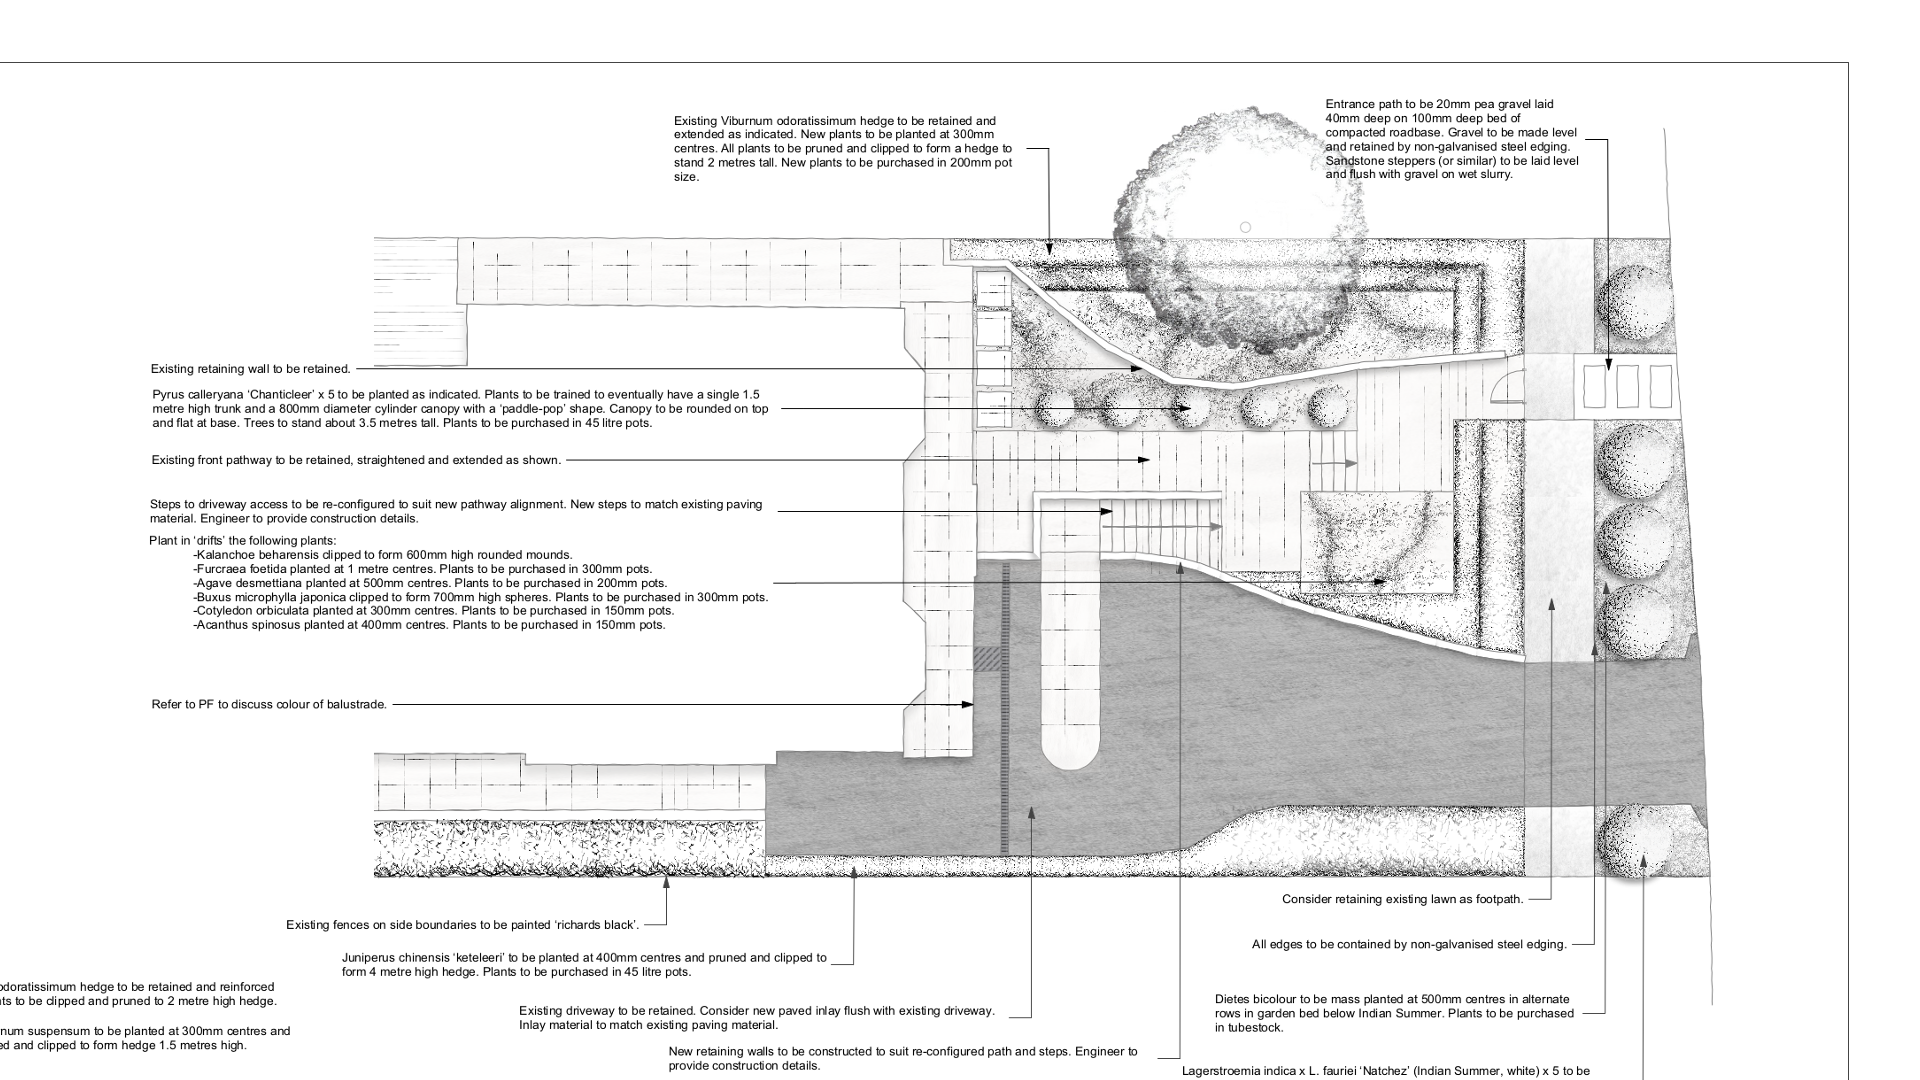 Existing Viburnum odoratissimum hedge to be retained and
extended as indicated. New plants to be planted at 300mm
centres. All plants to be pruned and clipped to form a hedge to
stand 2 metres tall. New plants to be purchased in 200mm pot
size.
Entrance path to be 20mm pea gravel laid
40mm deep on 100mm deep bed of
compacted roadbase. Gravel to be made level
and retained by non-galvanised steel edging.
Sandstone steppers (or similar) to be laid level
and flush with gravel on wet slurry.
Existing retaining wall to be retained.
Pyrus calleryana ‘Chanticleer’ x 5 to be planted as indicated. Plants to be trained to eventually have a single 1.5
metre high trunk and a 800mm diameter cylinder canopy with a ‘paddle-pop’ shape. Canopy to be rounded on top
and flat at base. Trees to stand about 3.5 metres tall. Plants to be purchased in 45 litre pots.
Existing front pathway to be retained, straightened and extended as shown.
Steps to driveway access to be re-configured to suit new pathway alignment. New steps to match existing paving
material. Engineer to provide construction details.
Plant in ‘drifts’ the following plants:
-Kalanchoe beharensis clipped to form 600mm high rounded mounds.
-Furcraea foetida planted at 1 metre centres. Plants to be purchased in 300mm pots.
-Agave desmettiana planted at 500mm centres. Plants to be purchased in 200mm pots.
-Buxus microphylla japonica clipped to form 700mm high spheres. Plants to be purchased in 300mm pots.
-Cotyledon orbiculata planted at 300mm centres. Plants to be purchased in 150mm pots.
-Acanthus spinosus planted at 400mm centres. Plants to be purchased in 150mm pots.
Refer to PF to discuss colour of balustrade.
Existing fences on side boundaries to be painted ‘richards black’.
Juniperus chinensis ‘keteleeri’ to be planted at 400mm centres and pruned and clipped to
form 4 metre high hedge. Plants to be purchased in 45 litre pots.
odoratissimum hedge to be retained and reinforced
ts to be clipped and pruned to 2 metre high hedge.
num suspensum to be planted at 300mm centres and
ed and clipped to form hedge 1.5 metres high.
Existing driveway to be retained. Consider new paved inlay flush with existing driveway.
Inlay material to match existing paving material.
New retaining walls to be constructed to suit re-configured path and steps. Engineer to
provide construction details.
Consider retaining existing lawn as footpath.
All edges to be contained by non-galvanised steel edging.
Dietes bicolour to be mass planted at 500mm centres in alternate
rows in garden bed below Indian Summer. Plants to be purchased
in tubestock.
Lagerstroemia indica x L. fauriei ‘Natchez’ (Indian Summer, white) x 5 to be